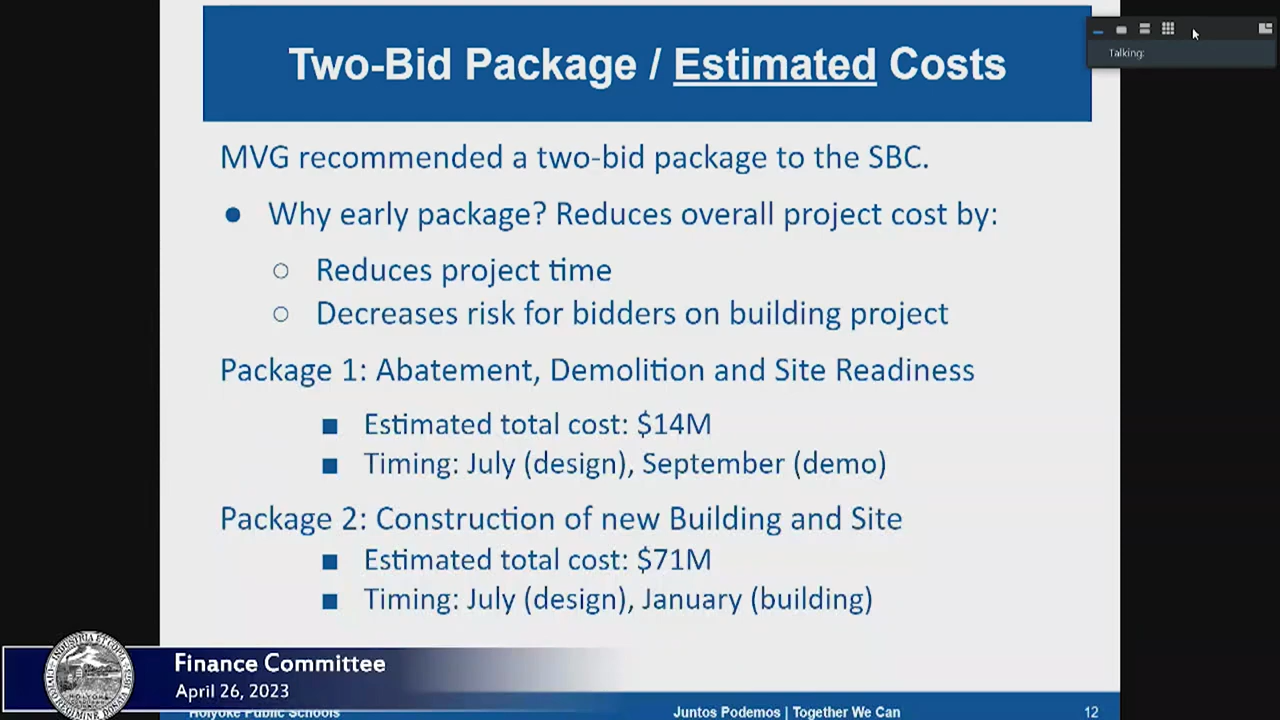 Two-Bid Package / Estimated Costs
Talking:
MVG recommended a two-bid package to the SBC.
● Why early package? Reduces overall project cost by:
○ Reduces project time
○ Decreases risk for bidders on building project
Package 1: Abatement, Demolition and Site Readiness
■ Estimated total cost: $14M
■ Timing: July (design), September (demo)
Package 2: Construction of new Building and Site
■ Estimated total cost: $71M
■ Timing: July (design), January (building)
Finance Committee
April 26, 2023
Holyoke Public Schools
Juntos Podemos | Together We Can
12